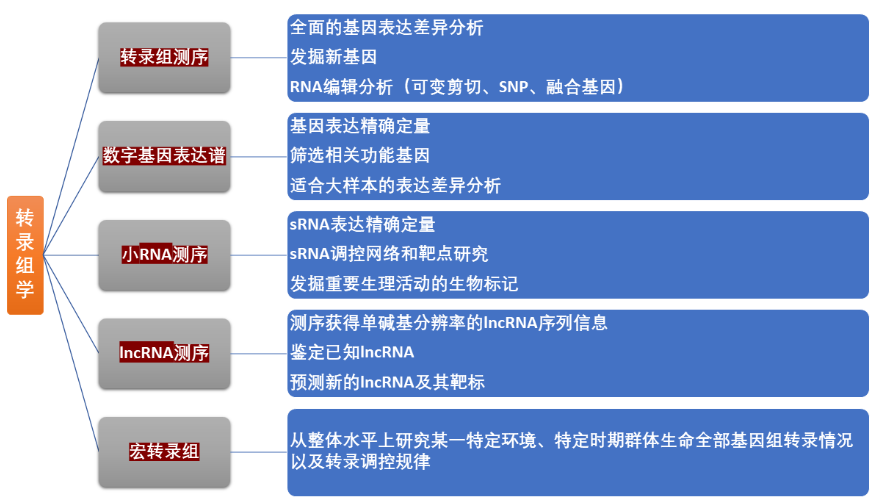 转录组学
转录组测序
全面的基因表达差异分析
发掘新基因
RNA编辑分析（可变剪切、SNP、融合基因）
数字基因表达谱
基因表达精确定量
筛选相关功能基因
适合大样本的表达差异分析
小RNA测序
sRNA表达精确定量
sRNA调控网络和靶点研究
发掘重要生理活动的生物标记
lncRNA测序
测序获得单碱基分辨率的lncRNA序列信息
鉴定已知lncRNA
预测新的lncRNA及其靶标
宏转录组
从整体水平上研究某一特定环境、特定时期群体生命全部基因组转录情况
以及转录调控规律